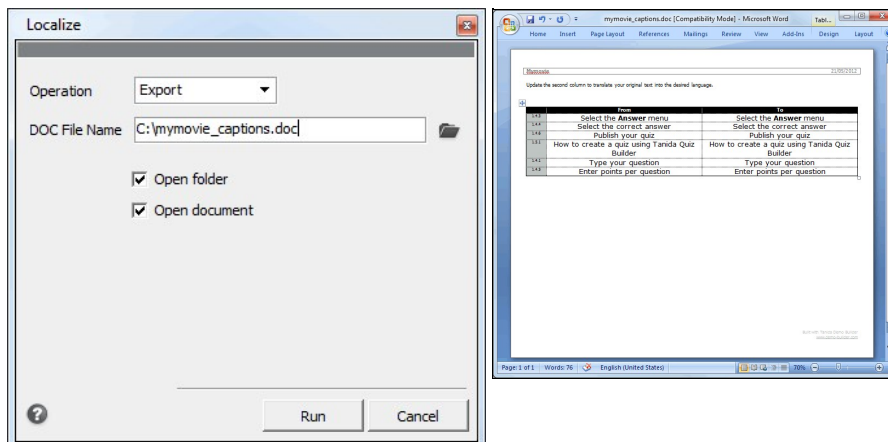 Localize
Operation
Export
DOC File Name
C:\mymovie_captions.doc
Open folder
Open document
Run
Cancel
mymovie_captions.doc [Compatibility Mode] - Microsoft Word
Tabl...
Home Insert Page Layout References Mailings Review View Add-Ins Design Layout
Mymovie 21/05/2012
Update the second column to translate your original text into the desired language.
From To
Select the Answer menu Select the Answer menu
Select the correct answer Select the correct answer
Publish your quiz Publish your quiz
How to create a quiz using Tanida Quiz How to create a quiz using Tanida Quiz
Builder Builder
Type your question Type your question
Enter points per question Enter points per question
Page: 1 of 1 Words: 76 English (United States) 70%